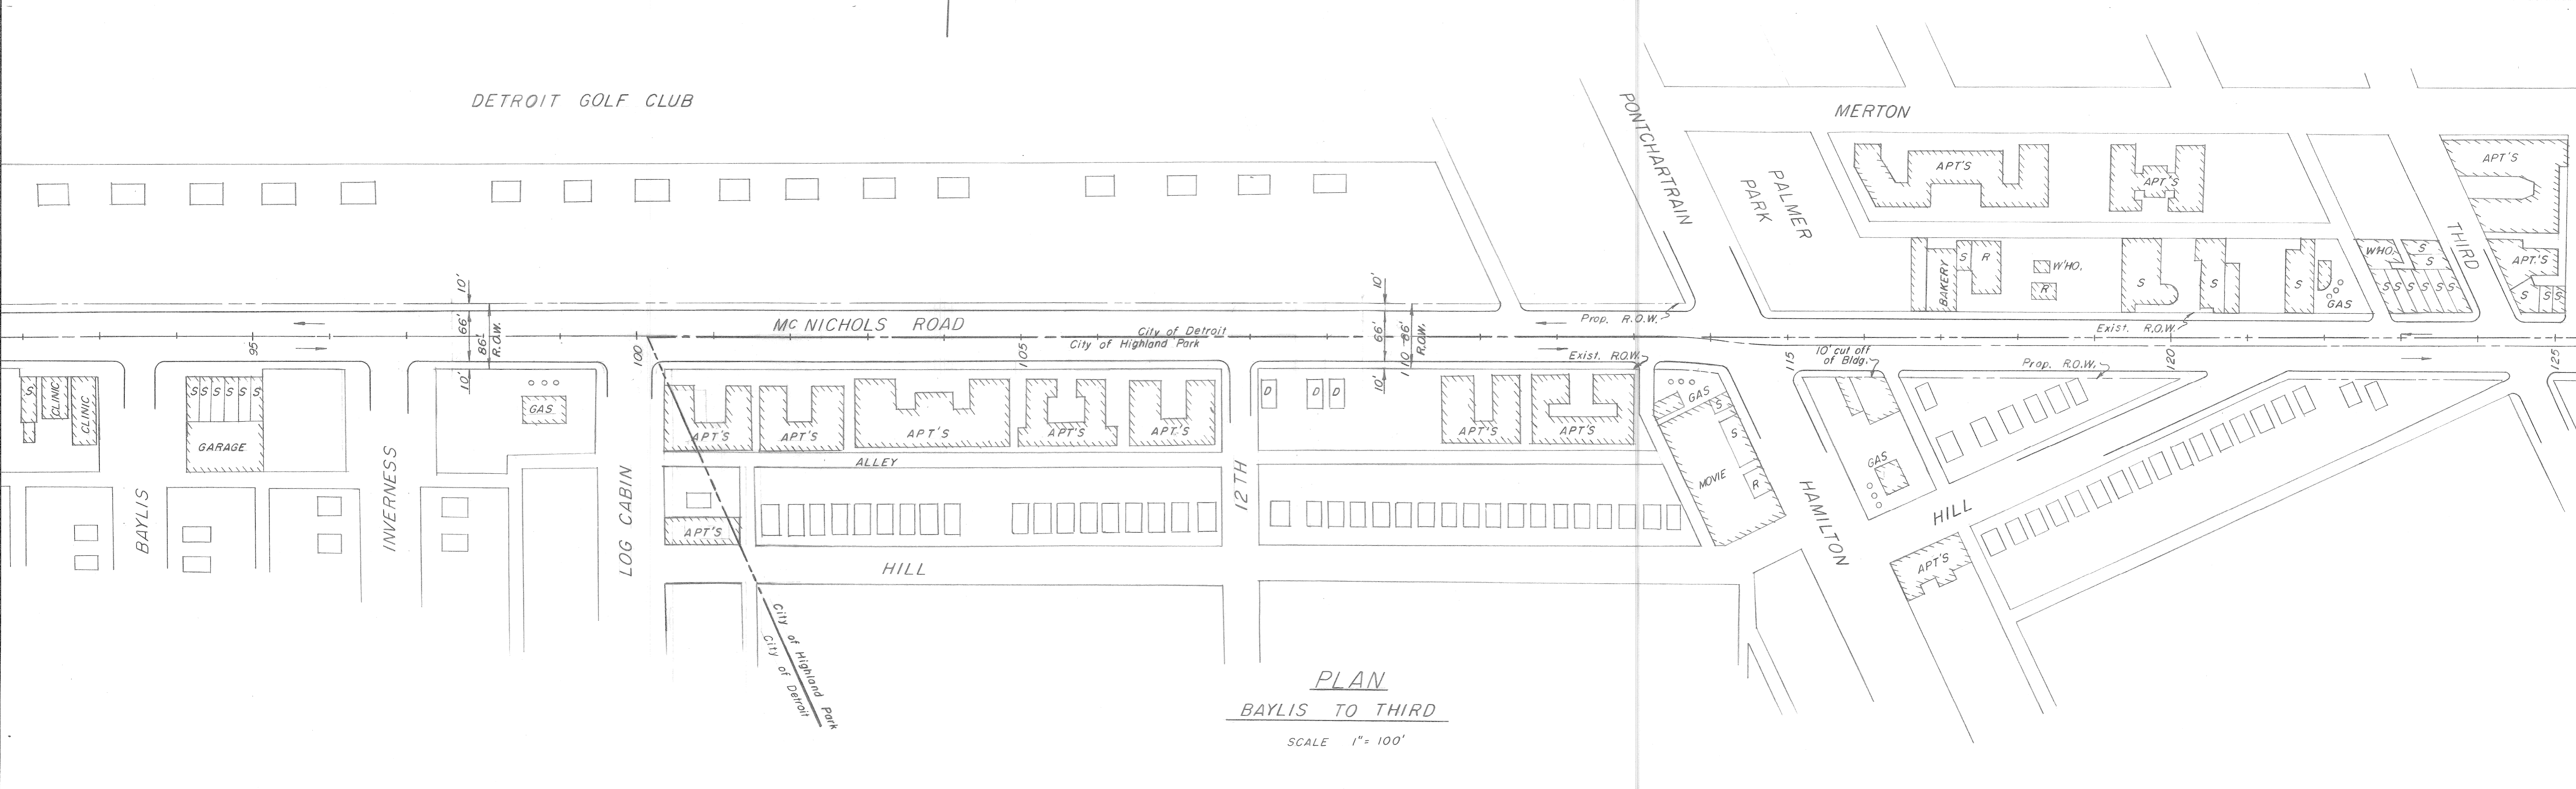 DETROIT GOLF CLUB
PONTCHARTRAIN
PALMER
PARK
MERTON
APT'S
APT'S
APT'S
THIRD
BAKERY
S
R
W'HO.
R
S
S
S
GAS
WHO.
S
S
S S S S S S
APT.'S
S S S
10'
66'
86'
R.O.W.
10'
Mc NICHOLS ROAD
City of Detroit
City of Highland Park
10'
66'
86'
R.O.W.
10'
Prop. R.O.W.
Exist. R.O.W.
Exist. R.O.W.
Prop. R.O.W.
10' cut off
of Bldg.
95
100
105
110
115
120
125
S
CLINIC
CLINIC
S S S S S S
GARAGE
GAS
APT'S
APT'S
APT'S
APT'S
APT.'S
D
D D
APT'S
APT'S
GAS
S
S
MOVIE
R
GAS
ALLEY
BAYLIS
INVERNESS
LOG CABIN
APT'S
12 TH
HAMILTON
HILL
HILL
APT'S
City of Highland Park
City of Detroit
PLAN
BAYLIS TO THIRD
SCALE 1"= 100'